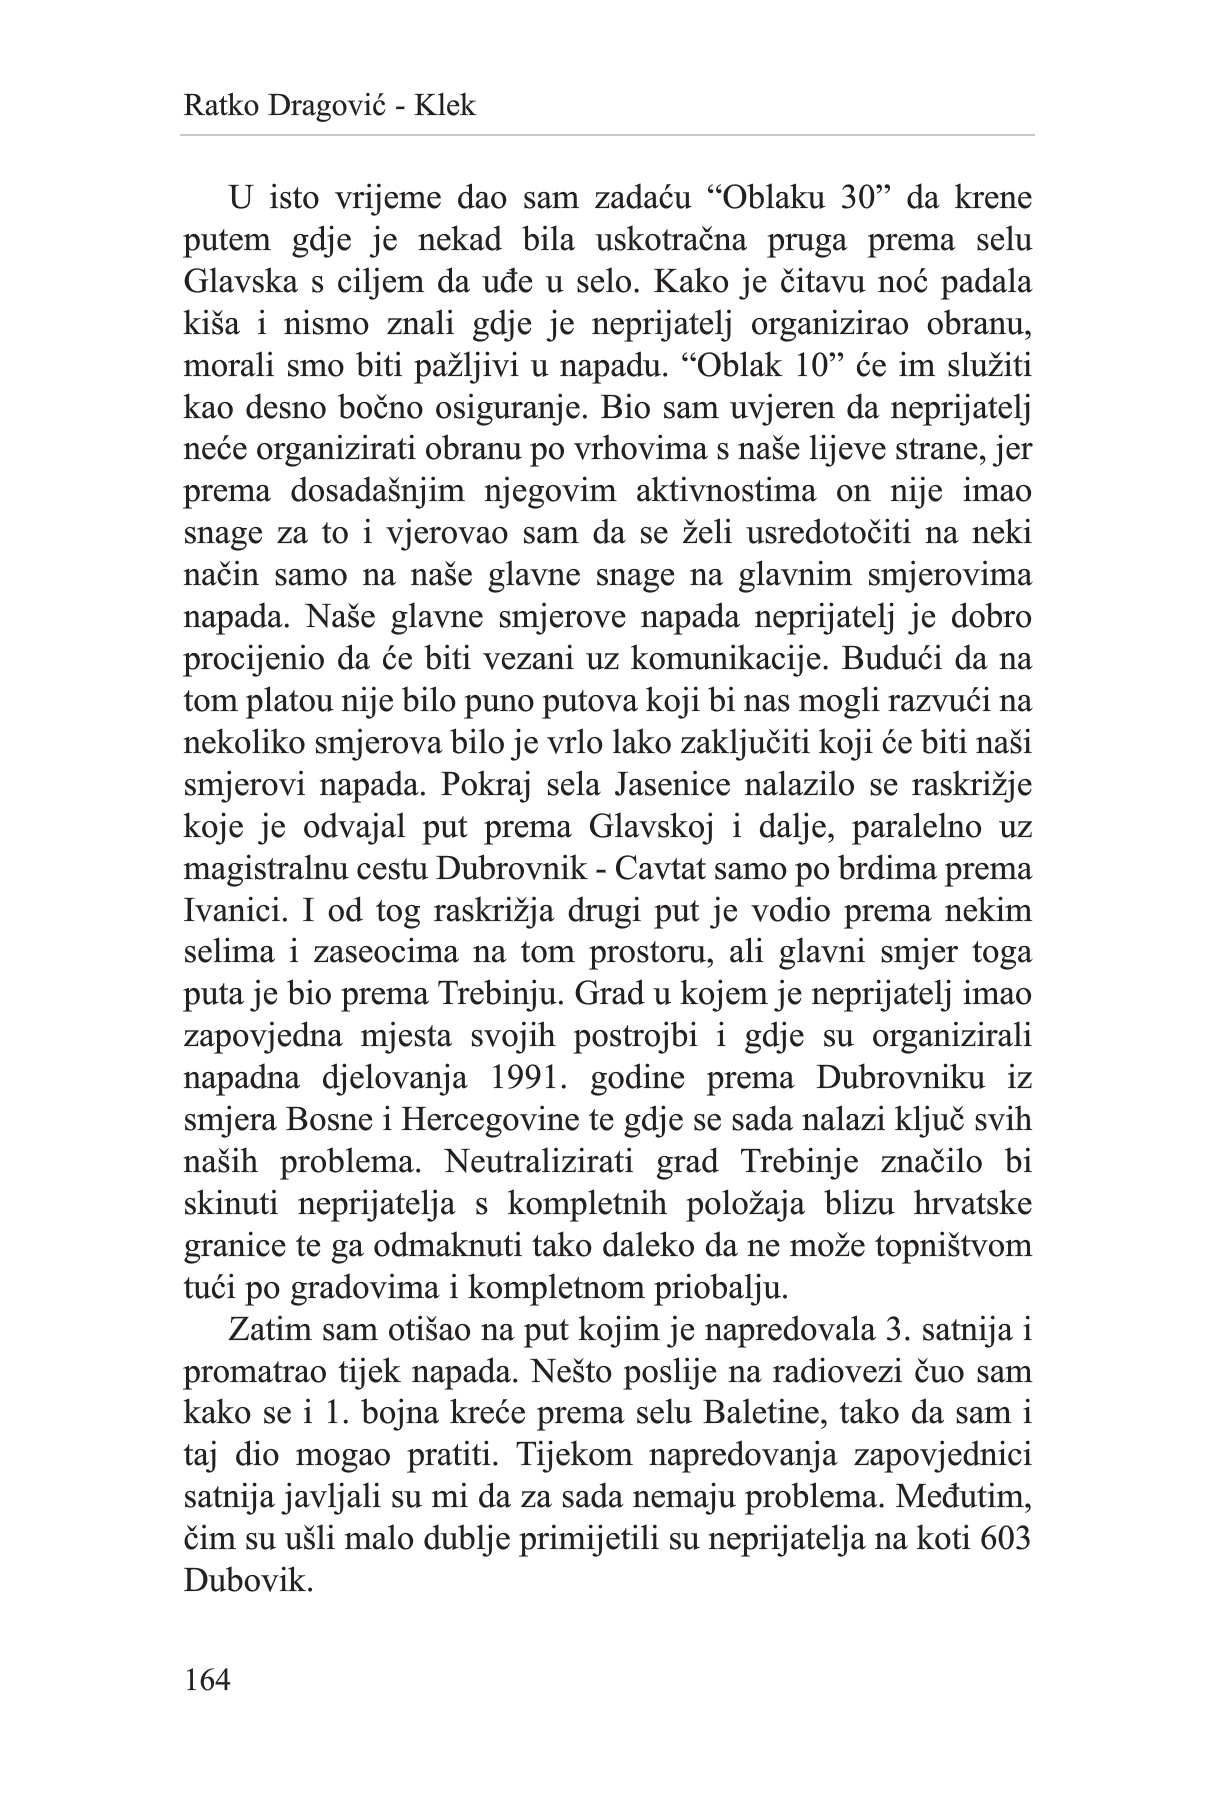 Ratko Dragović - Klek
U isto vrijeme dao sam zadaću “Oblaku 30” da krene
putem gdje je nekad bila uskotračna pruga prema selu
Glavska s ciljem da uđe u selo. Kako je čitavu noć padala
kiša i nismo znali gdje je neprijatelj organizirao obranu,
morali smo biti pažljivi u napadu. “Oblak 10” će im služiti
kao desno bočno osiguranje. Bio sam uvjeren da neprijatelj
neće organizirati obranu po vrhovima s naše lijeve strane, jer
prema dosadašnjim njegovim aktivnostima on nije imao
snage za to i vjerovao sam da se želi usredotočiti na neki
način samo na naše glavne snage na glavnim smjerovima
napada. Naše glavne smjerove napada neprijatelj je dobro
procijenio da će biti vezani uz komunikacije. Budući da na
tom platou nije bilo puno putova koji bi nas mogli razvući na
nekoliko smjerova bilo je vrlo lako zaključiti koji će biti naši
smjerovi napada. Pokraj sela Jasenice nalazilo se raskrižje
koje je odvajal put prema Glavskoj i dalje, paralelno uz
magistralnu cestu Dubrovnik - Cavtat samo po brdima prema
Ivanici. I od tog raskrižja drugi put je vodio prema nekim
selima i zaseocima na tom prostoru, ali glavni smjer toga
puta je bio prema Trebinju. Grad u kojem je neprijatelj imao
zapovjedna mjesta svojih postrojbi i gdje su organizirali
napadna djelovanja 1991. godine prema Dubrovniku iz
smjera Bosne i Hercegovine te gdje se sada nalazi ključ svih
naših problema. Neutralizirati grad Trebinje značilo bi
skinuti neprijatelja s kompletnih položaja blizu hrvatske
granice te ga odmaknuti tako daleko da ne može topništvom
tući po gradovima i kompletnom priobalju.
Zatim sam otišao na put kojim je napredovala 3. satnija i
promatrao tijek napada. Nešto poslije na radiovezi čuo sam
kako se i 1. bojna kreće prema selu Baletine, tako da sam i
taj dio mogao pratiti. Tijekom napredovanja zapovjednici
satnija javljali su mi da za sada nemaju problema. Međutim,
čim su ušli malo dublje primijetili su neprijatelja na koti 603
Dubovik.
164